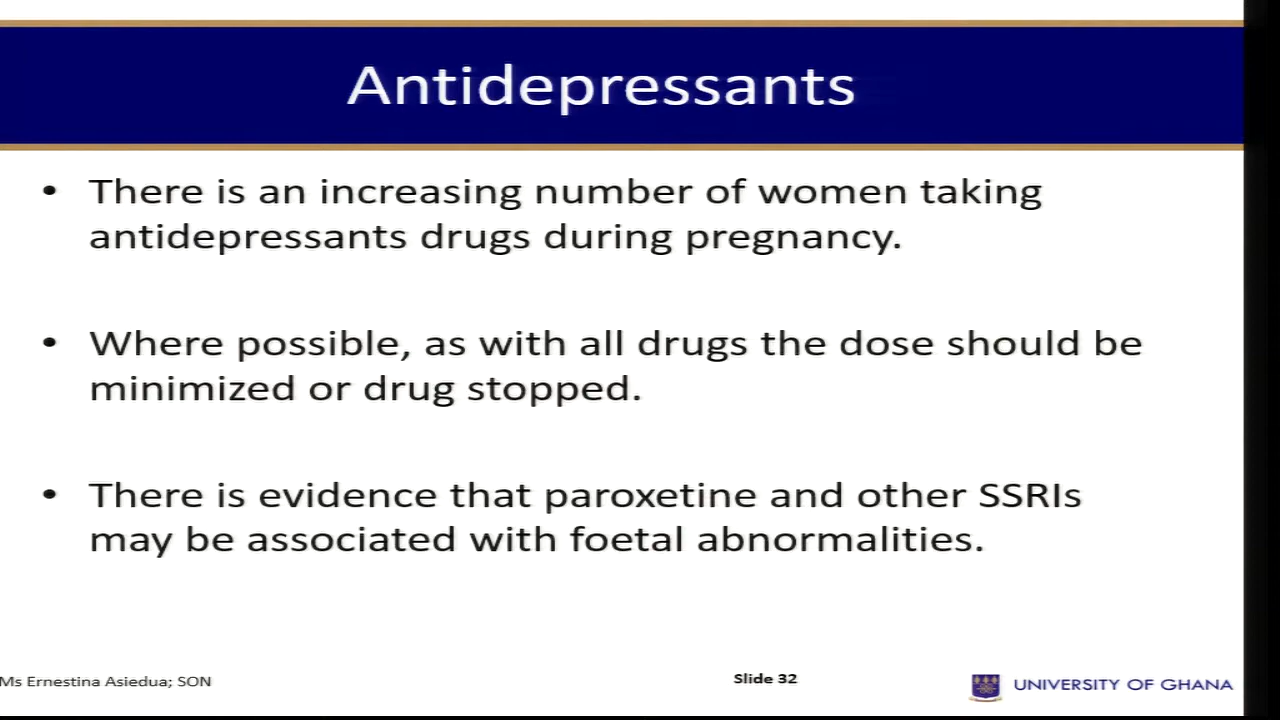 Antidepressants
• There is an increasing number of women taking
antidepressants drugs during pregnancy.
• Where possible, as with all drugs the dose should be
minimized or drug stopped.
• There is evidence that paroxetine and other SSRIs
may be associated with foetal abnormalities.
Ms Ernestina Asiedua; SON
Slide 32
UNIVERSITY OF GHANA